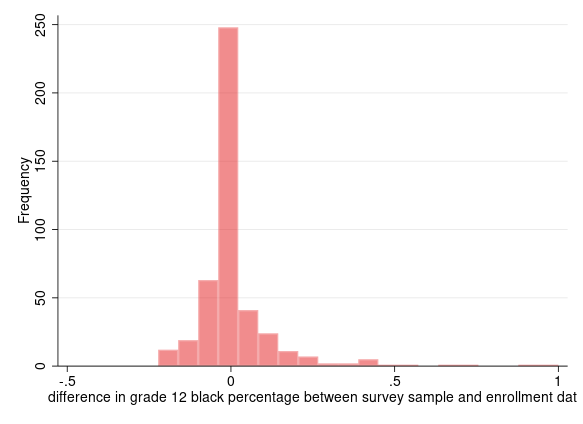 Frequency
250
200
150
100
50
0
-.5 0 .5 1
difference in grade 12 black percentage between survey sample and enrollment dat